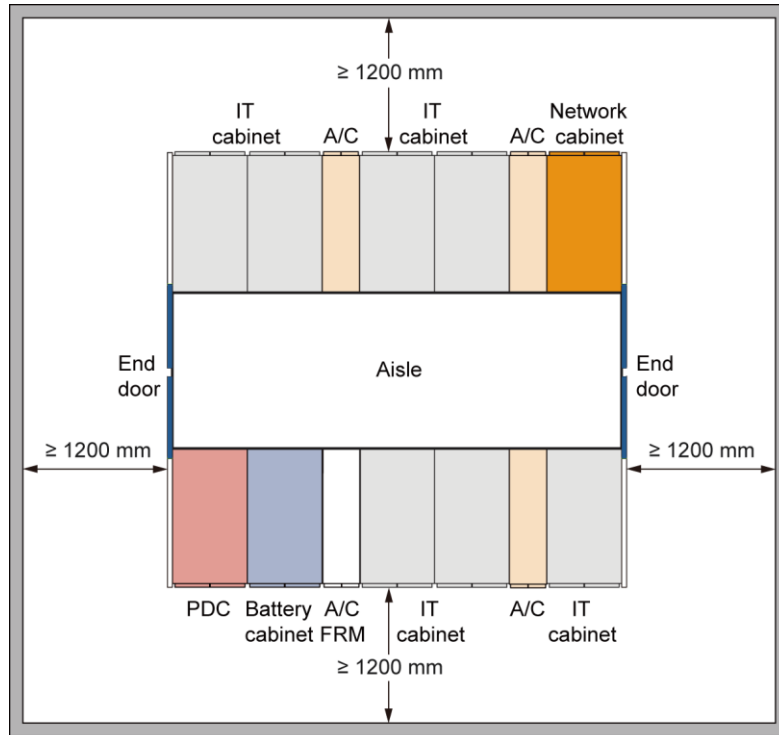 ≥ 1200 mm
IT
cabinet
A/C
IT
cabinet
A/C
Network
cabinet
End
door
Aisle
End
door
≥ 1200 mm
≥ 1200 mm
PDC
Battery
cabinet
A/C
FRM
IT
cabinet
A/C
IT
cabinet
≥ 1200 mm